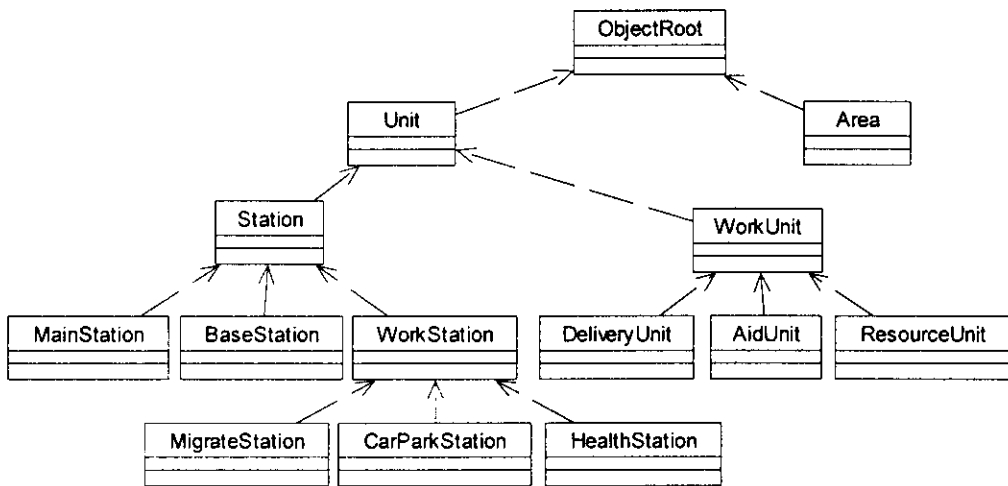 ObjectRoot
Unit
Area
Station
WorkUnit
MainStation
BaseStation
WorkStation
DeliveryUnit
AidUnit
ResourceUnit
MigrateStation
CarParkStation
HealthStation